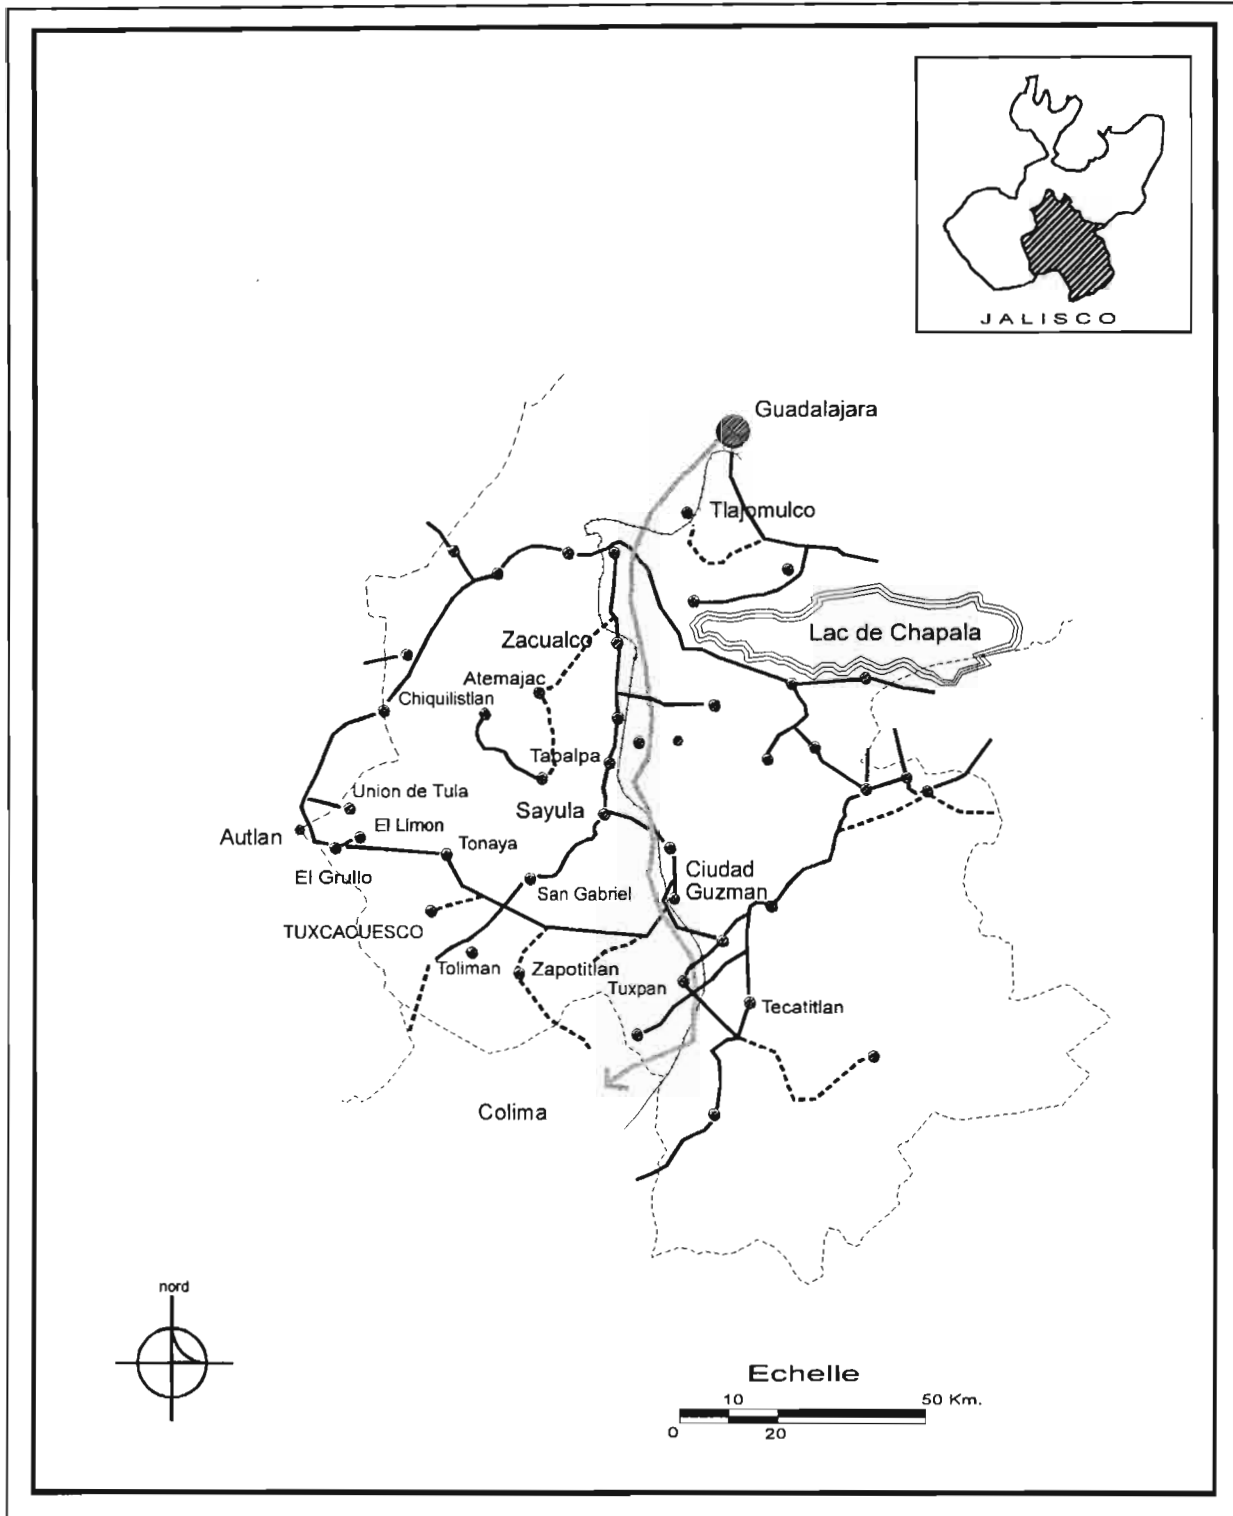 JALISCO
Guadalajara
Tlajomulco
Lac de Chapala
Zacualco
Atemajac
Chiquilistlan
Tapalpa
Union de Tula
Sayula
El Limon
Autlan
Tonaya
El Grullo
San Gabriel
Ciudad
Guzman
TUXCACUESCO
Toliman
Zapotitlan
Tuxpan
Tecatitlan
Colima
nord
Echelle
10
50 Km.
0
20